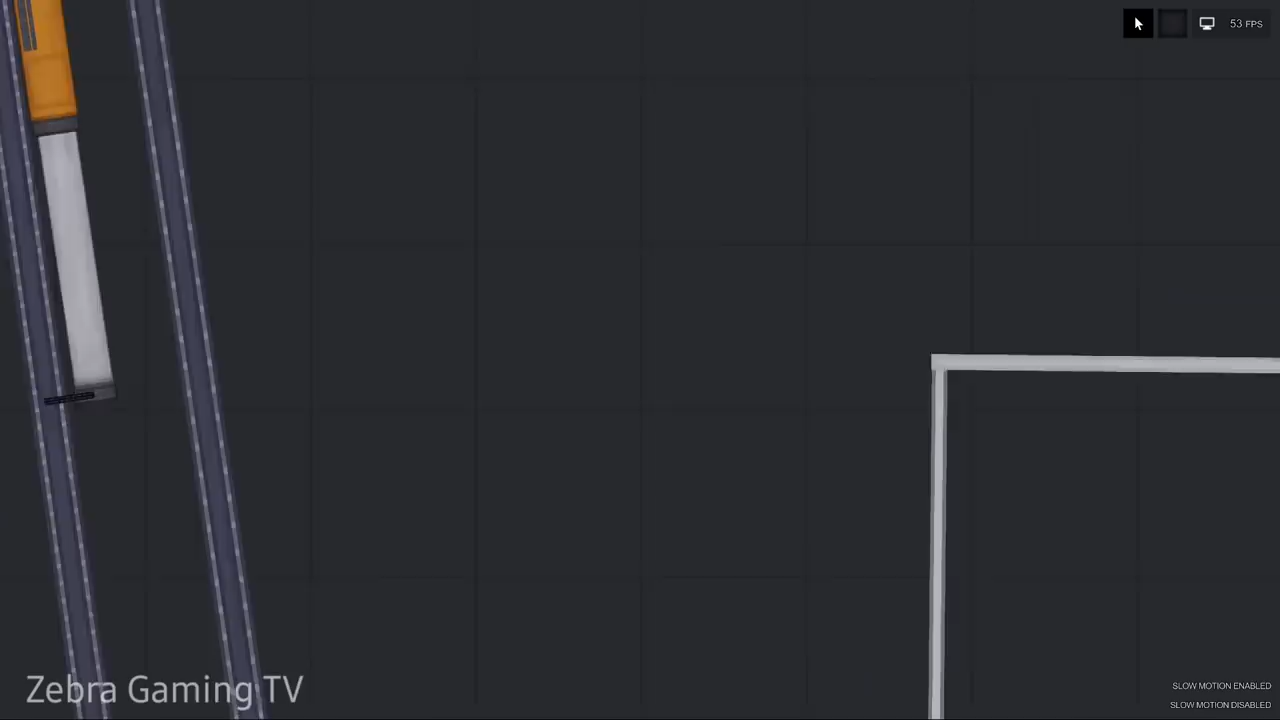 53 FPS
Zebra Gaming TV
SLOW MOTION ENABLED
SLOW MOTION DISABLED